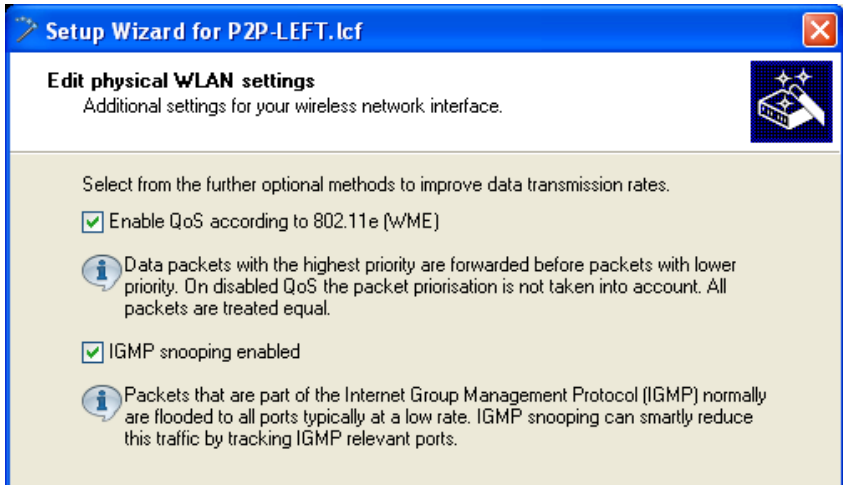 Setup Wizard for P2P-LEFT.lcf
Edit physical WLAN settings
Additional settings for your wireless network interface.
Select from the further optional methods to improve data transmission rates.
Enable QoS according to 802.11e (WME)
Data packets with the highest priority are forwarded before packets with lower
priority. On disabled QoS the packet priorisation is not taken into account. All
packets are treated equal.
IGMP snooping enabled
Packets that are part of the Internet Group Management Protocol (IGMP) normally
are flooded to all ports typically at a low rate. IGMP snooping can smartly reduce
this traffic by tracking IGMP relevant ports.